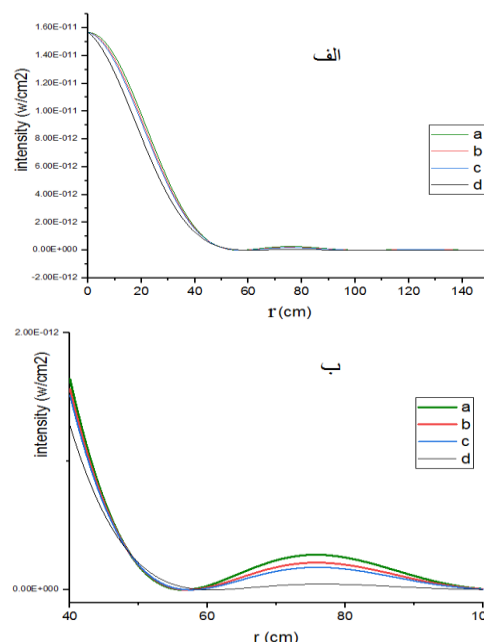 الف
intensity (w/cm2)
1.60E-011
1.40E-011
1.20E-011
1.00E-011
8.00E-012
6.00E-012
4.00E-012
2.00E-012
0.00E+000
-2.00E-012
a
b
c
d
0 20 40 60 80 100 120 140
r (cm)
ب
intensity (w/cm2)
2.00E-012
0.00E+000
a
b
c
d
40 60 80 10
r (cm)